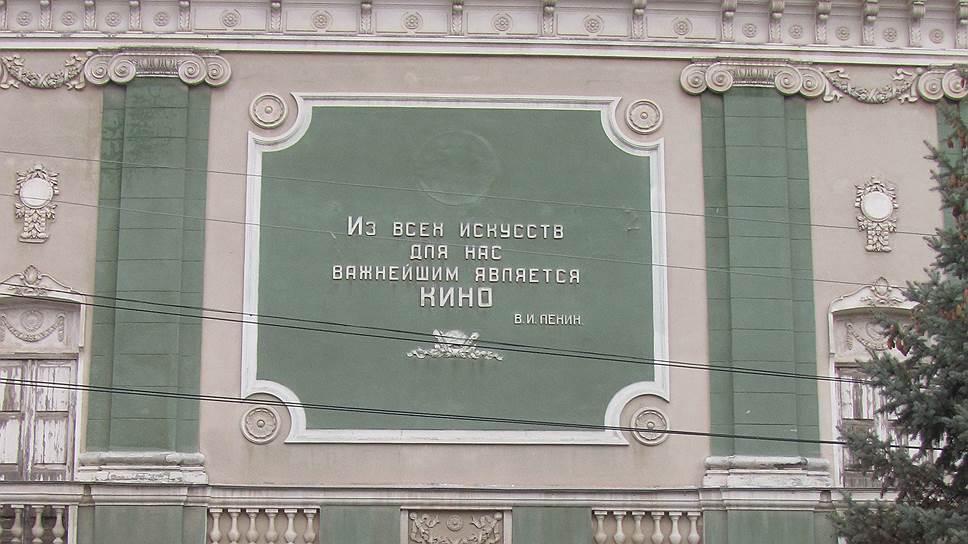 Из всех искусств
для нас
важнейшим является
кино
В.И. Ленин.